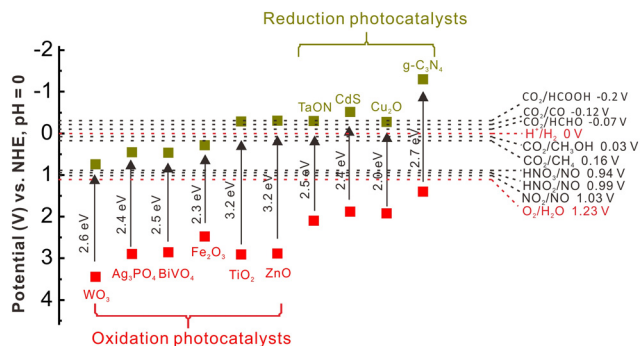 Reduction photocatalysts
Potential (V) vs. NHE, pH = 0
-2
-1
0
1
2
3
4
g-C₃N₄
TaON
CdS
Cu₂O
CO₂/HCOOH -0.2 V
CO₂/CO -0.12 V
CO₂/HCHO -0.07 V
H⁺/H₂ 0 V
CO₂/CH₃OH 0.03 V
CO₂/CH₄ 0.16 V
HNO₃/NO 0.94 V
HNO₂/NO 0.99 V
NO₂/NO 1.03 V
O₂/H₂O 1.23 V
2.6 eV
2.4 eV
2.5 eV
2.3 eV
3.2 eV
3.2 eV
2.5 eV
2.4 eV
2.7 eV
WO₃
Ag₃PO₄
BiVO₄
Fe₂O₃
TiO₂
ZnO
Oxidation photocatalysts